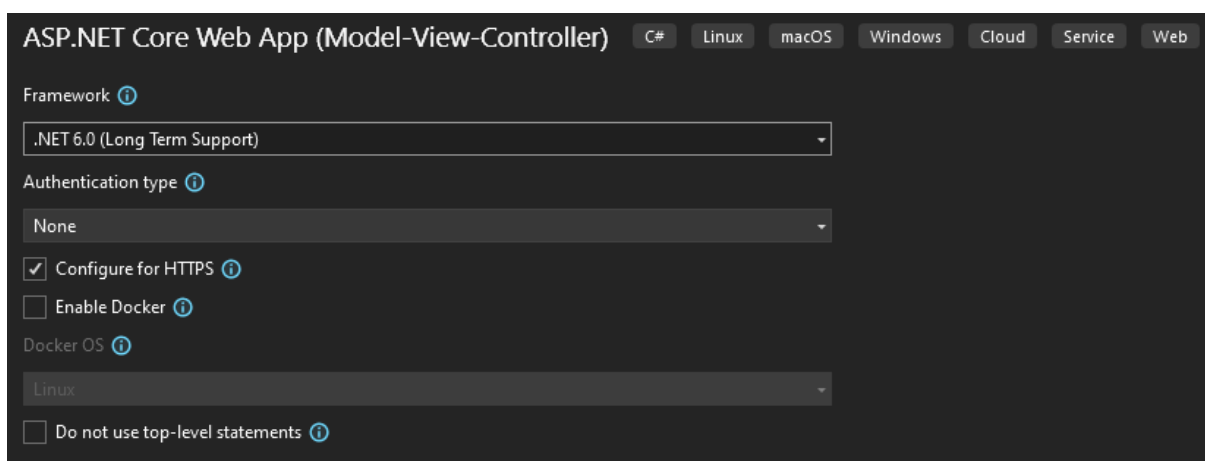 ASP.NET Core Web App (Model-View-Controller) C# Linux macOS Windows Cloud Service Web
Framework
.NET 6.0 (Long Term Support)
Authentication type
None
Configure for HTTPS
Enable Docker
Docker OS
Linux
Do not use top-level statements